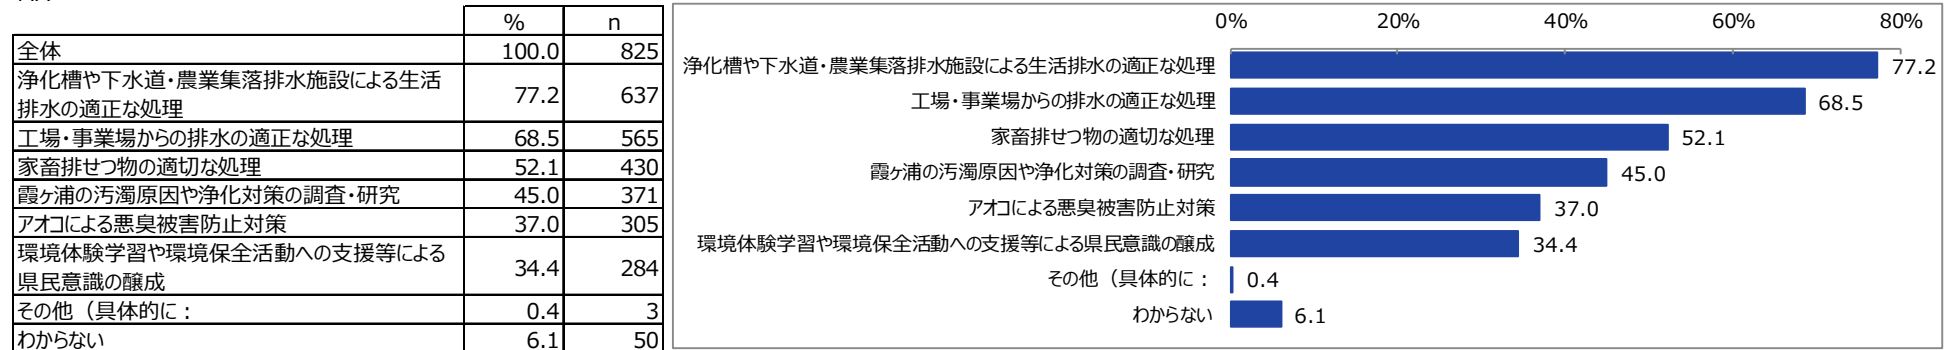 % n
全体 100.0 825
浄化槽や下水道・農業集落排水施設による生活
排水の適正な処理 77.2 637
工場・事業場からの排水の適正な処理 68.5 565
家畜排せつ物の適切な処理 52.1 430
霞ヶ浦の汚濁原因や浄化対策の調査・研究 45.0 371
アオコによる悪臭被害防止対策 37.0 305
環境体験学習や環境保全活動への支援等による
県民意識の醸成 34.4 284
その他（具体的に： 0.4 3
わからない 6.1 50
0% 20% 40% 60% 80%
浄化槽や下水道・農業集落排水施設による生活排水の適正な処理 77.2
工場・事業場からの排水の適正な処理 68.5
家畜排せつ物の適切な処理 52.1
霞ヶ浦の汚濁原因や浄化対策の調査・研究 45.0
アオコによる悪臭被害防止対策 37.0
環境体験学習や環境保全活動への支援等による県民意識の醸成 34.4
その他（具体的に： 0.4
わからない 6.1